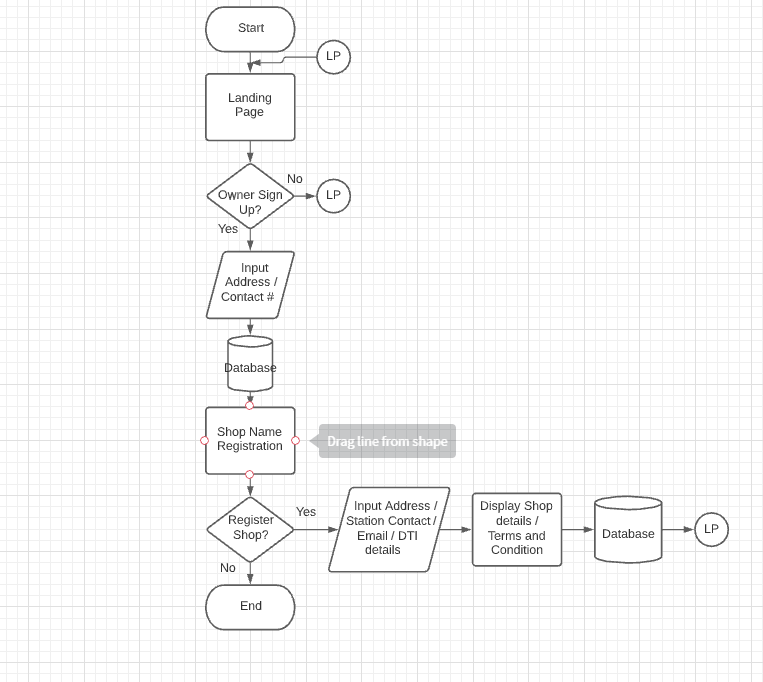 Start
LP
Landing
Page
No
Owner Sign
Up?
LP
Yes
Input
Address /
Contact #
Database
Shop Name
Registration
Drag line from shape
Register
Shop?
Yes
Input Address /
Station Contact /
Email / DTI
details
Display Shop
details /
Terms and
Condition
Database
LP
No
End